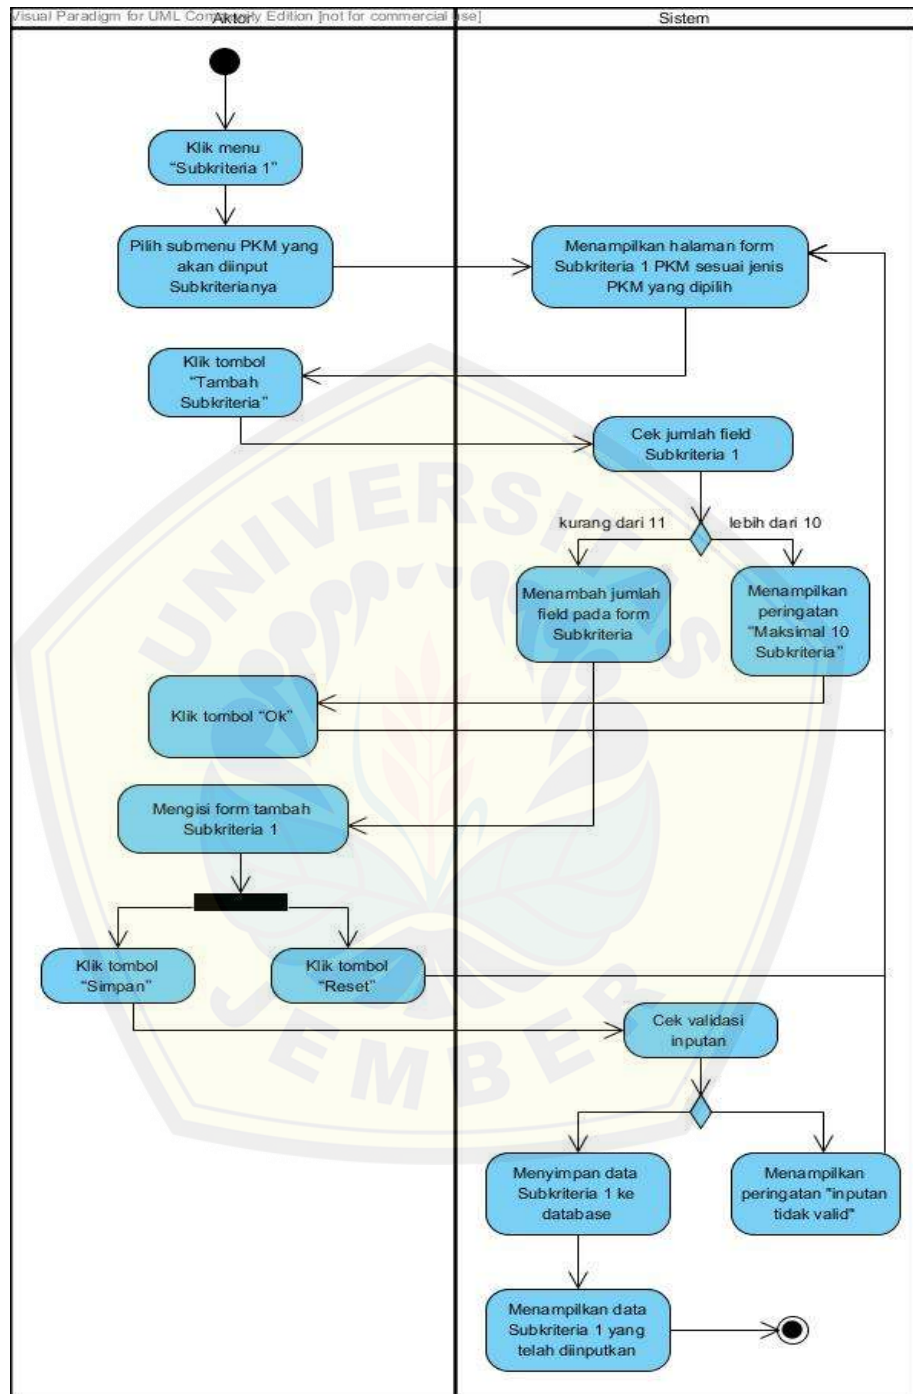 Visual Paradigm for UML Community Edition [not for commercial use]
Aktor
Sistem
Klik menu
“Subkriteria 1”
Pilih submenu PKM yang
akan diinput
Subkriterianya
Menampilkan halaman form
Subkriteria 1 PKM sesuai jenis
PKM yang dipilih
Klik tombol
“Tambah
Subkriteria”
Cek jumlah field
Subkriteria 1
kurang dari 11
lebih dari 10
Menambah jumlah
field pada form
Subkriteria
Menampilkan
peringatan
“Maksimal 10
Subkriteria”
Klik tombol “Ok”
Mengisi form tambah
Subkriteria 1
Klik tombol
“Simpan”
Klik tombol
“Reset”
Cek validasi
inputan
Menyimpan data
Subkriteria 1 ke
database
Menampilkan
peringatan "inputan
tidak valid"
Menampilkan data
Subkriteria 1 yang
telah diinputkan
UNIVERSITAS
JEMBER